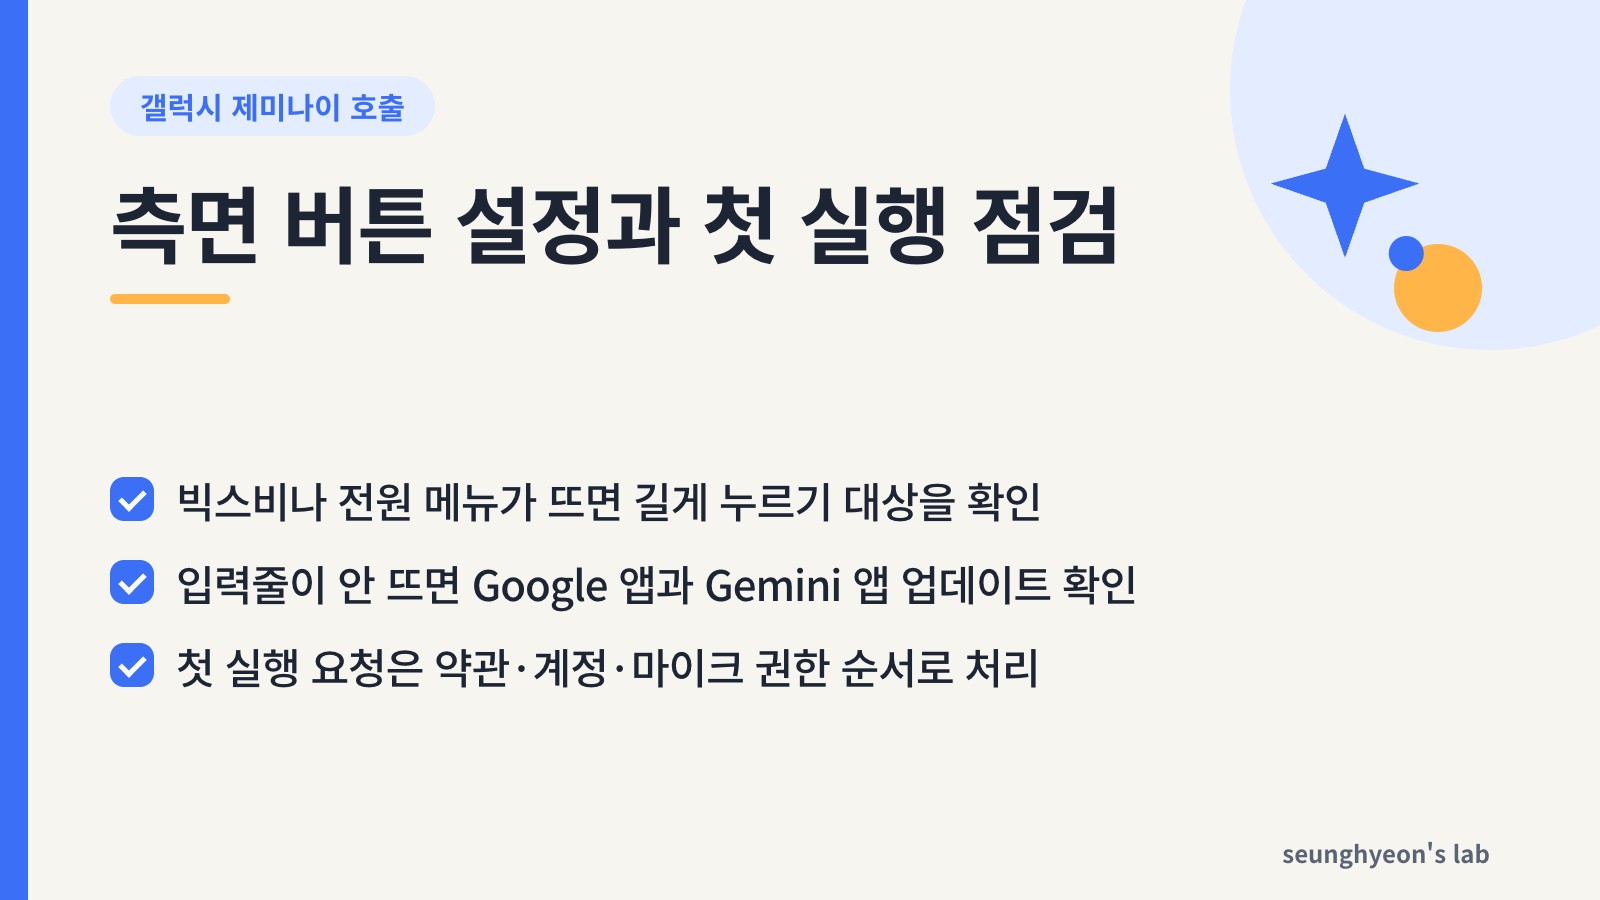 갤럭시 제미나이 호출
측면 버튼 설정과 첫 실행 점검
빅스비나 전원 메뉴가 뜨면 길게 누르기 대상을 확인
입력줄이 안 뜨면 Google 앱과 Gemini 앱 업데이트 확인
첫 실행 요청은 약관·계정·마이크 권한 순서로 처리
seunghyeon's lab